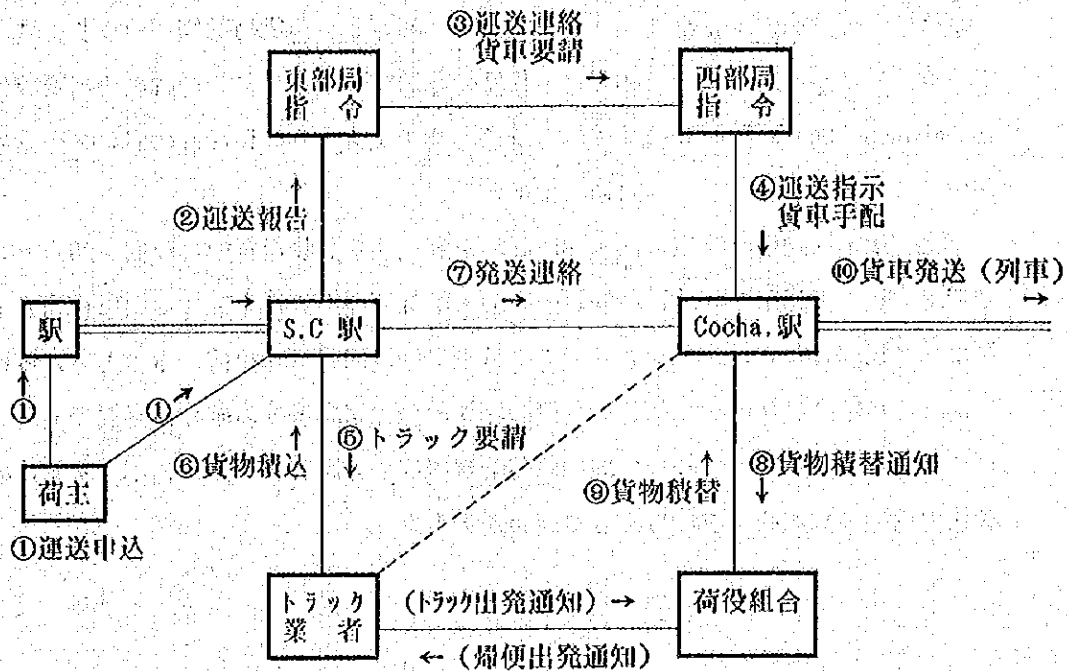 ③運送連絡
貨車要請
→
東部局
指令
西部局
指令
↑
②運送報告
④運送指示
貨車手配
↓
⑦発送連絡
→
⑩貨車発送(列車)
→
→
駅
S.C 駅
Cocha.駅
↑
①
①
↑
⑥貨物積込
⑤トラック要請
↓
↑
⑨貨物積替
⑧貨物積替通知
↓
荷主
①運送申込
トラック
業者
(トラック出発通知)→
荷役組合
←(帰便出発通知)